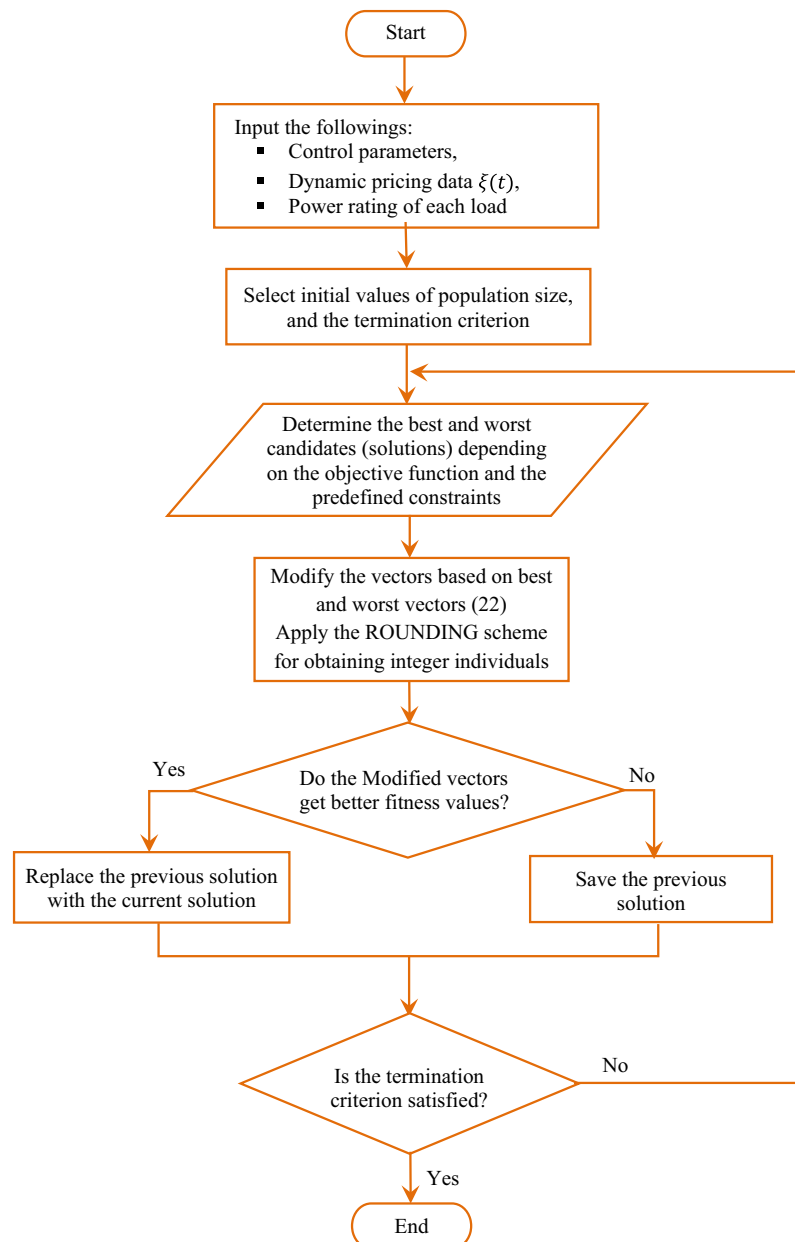 Start
Input the followings:
▪ Control parameters,
▪ Dynamic pricing data ξ(t),
▪ Power rating of each load
Select initial values of population size,
and the termination criterion
Determine the best and worst
candidates (solutions) depending
on the objective function and the
predefined constraints
Modify the vectors based on best
and worst vectors (22)
Apply the ROUNDING scheme
for obtaining integer individuals
Yes
Do the Modified vectors
get better fitness values?
No
Replace the previous solution
with the current solution
Save the previous
solution
Is the termination
criterion satisfied?
No
Yes
End